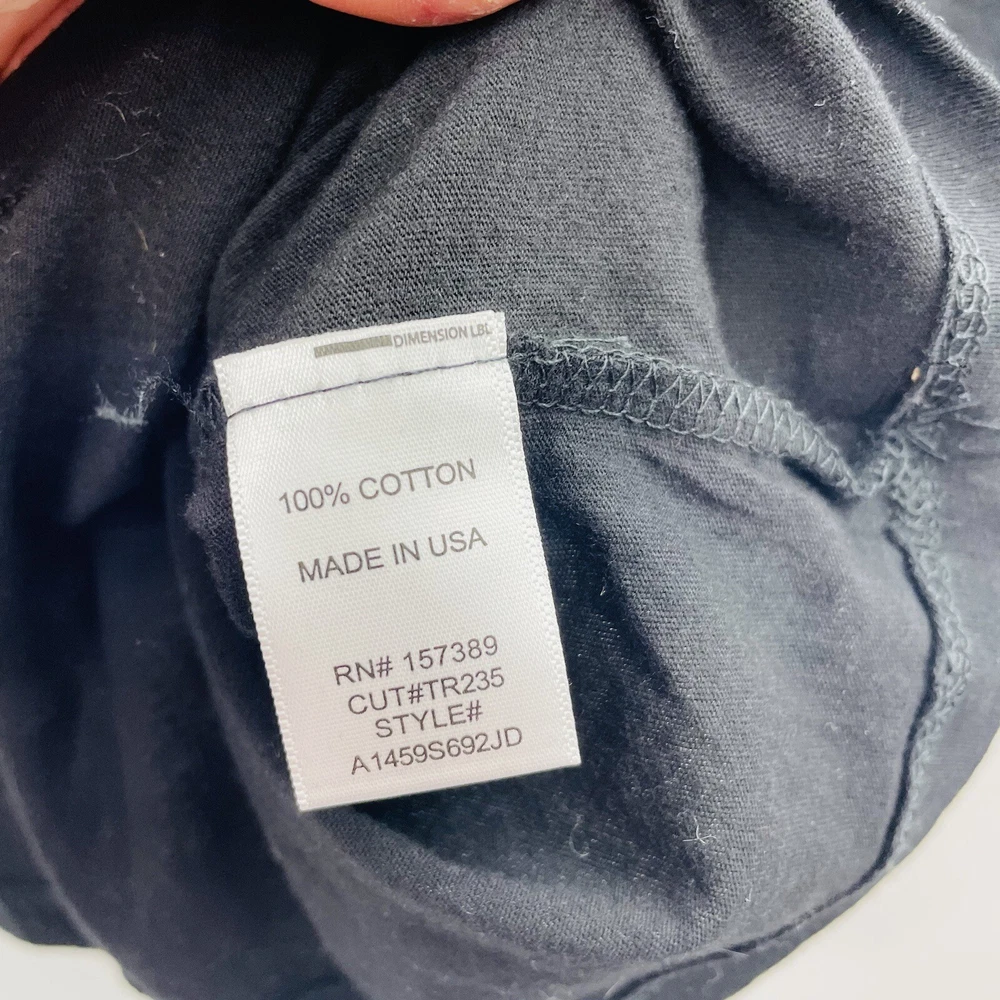 DIMENSION LBL
100% COTTON
MADE IN USA
RN# 157389
CUT#TR235
STYLE#
A1459S692JD